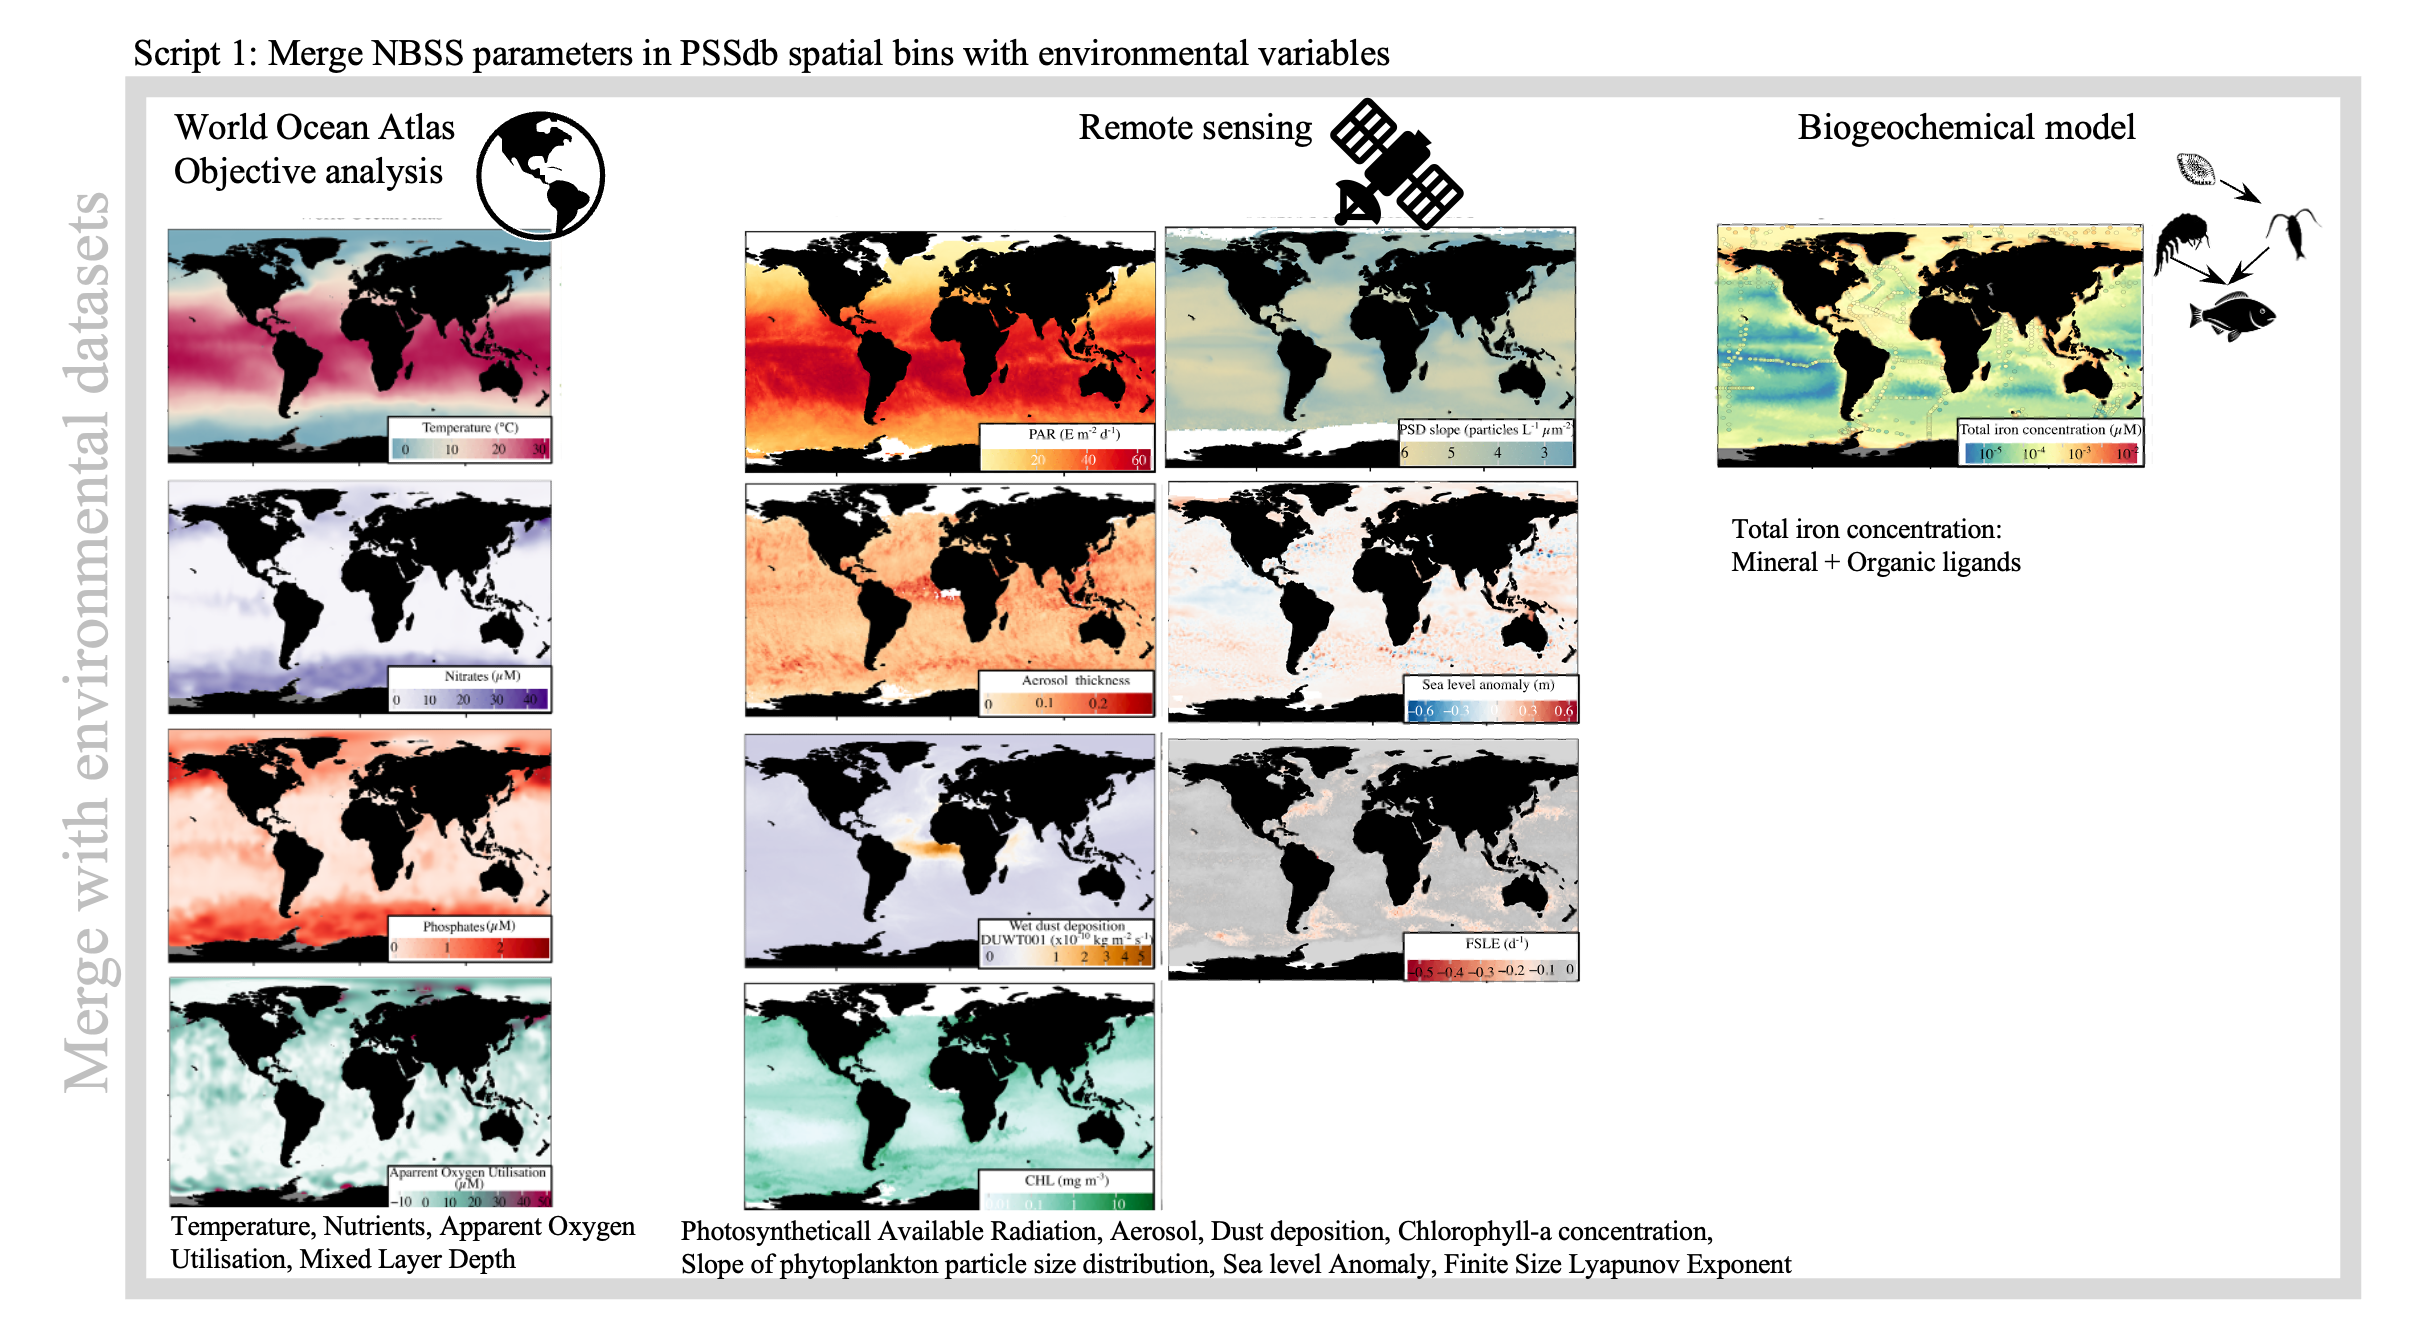 Script 1: Merge NBSS parameters in PSSdb spatial bins with environmental variables
Merge with environmental datasets
World Ocean Atlas
Objective analysis
Temperature (°C)
0 10 20 30
Nitrates (μM)
0 10 20 30 40
Phosphates (μM)
0 1 2
Aparrent Oxygen Utilisation
(μM)
−10 0 10 20 30 40 50
Temperature, Nutrients, Apparent Oxygen
Utilisation, Mixed Layer Depth
Remote sensing
PAR (E m⁻² d⁻¹)
20 40 60
Aerosol thickness
0 0.1 0.2
Wet dust deposition
DUWT001 (x10⁻¹⁰ kg m⁻² s⁻¹)
0 1 2 3 4 5
CHL (mg m⁻³)
0.01 0.1 1 10
PSD slope (particles L⁻¹ μm⁻²
6 5 4 3
Sea level anomaly (m)
−0.6 −0.3 0 0.3 0.6
FSLE (d⁻¹)
−0.5 −0.4 −0.3 −0.2 −0.1 0
Photosyntheticall Available Radiation, Aerosol, Dust deposition, Chlorophyll-a concentration,
Slope of phytoplankton particle size distribution, Sea level Anomaly, Finite Size Lyapunov Exponent
Biogeochemical model
Total iron concentration (μM)
10⁻⁵ 10⁻⁴ 10⁻³ 10⁻²
Total iron concentration:
Mineral + Organic ligands